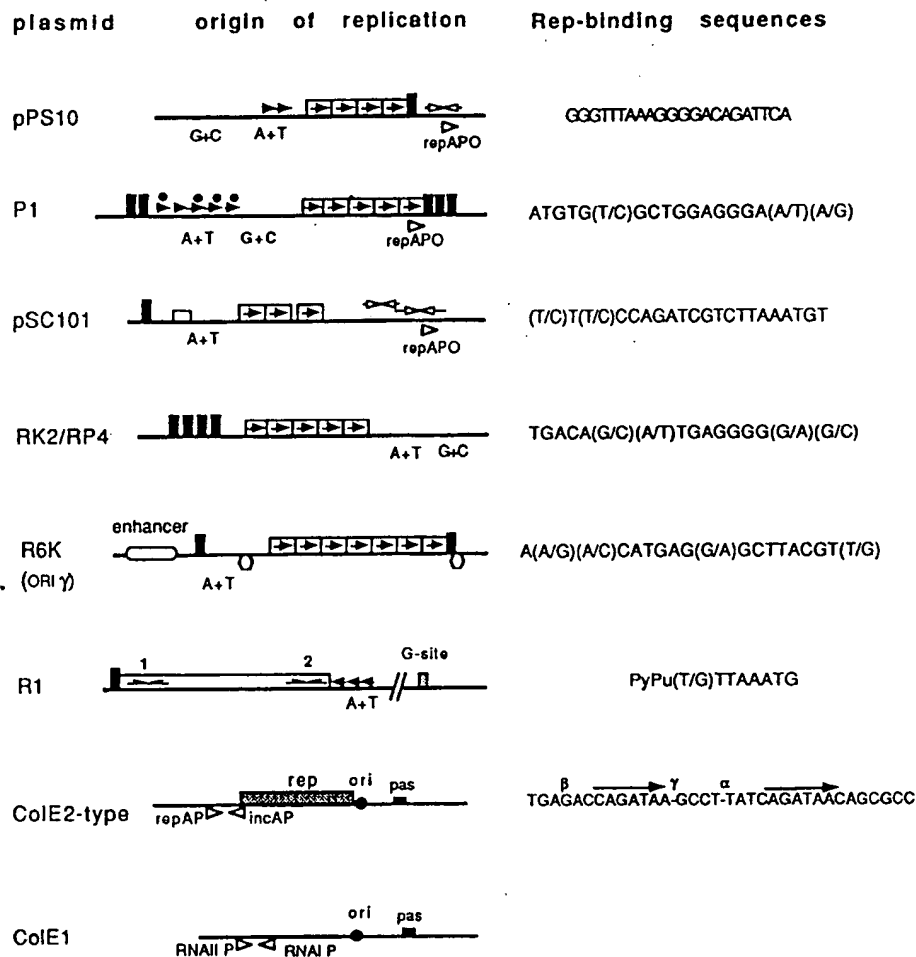 plasmid origin of replication Rep-binding sequences
pPS10 GGGTTTAAAGGGGACAGATTCA
G+C A+T repAPO
P1 ATGTG(T/C)GCTGGAGGGA(A/T)(A/G)
A+T G+C repAPO
pSC101 (T/C)T(T/C)CCAGATCGTCTTAAATGT
A+T repAPO
RK2/RP4 TGACA(G/C)(A/T)TGAGGGG(G/A)(G/C)
A+T G+C
enhancer
R6K A(A/G)(A/C)CATGAG(G/A)GCTTACGT(T/G)
(ORI γ) A+T
1 2 G-site
R1 PyPu(T/G)TTAAATG
A+T
rep ori pas β γ α
ColE2-type TGAGACCAGATAA-GCCT-TATCAGATAACAGCGCC
repAP incAP
ori pas
ColE1
RNAII P RNAI P